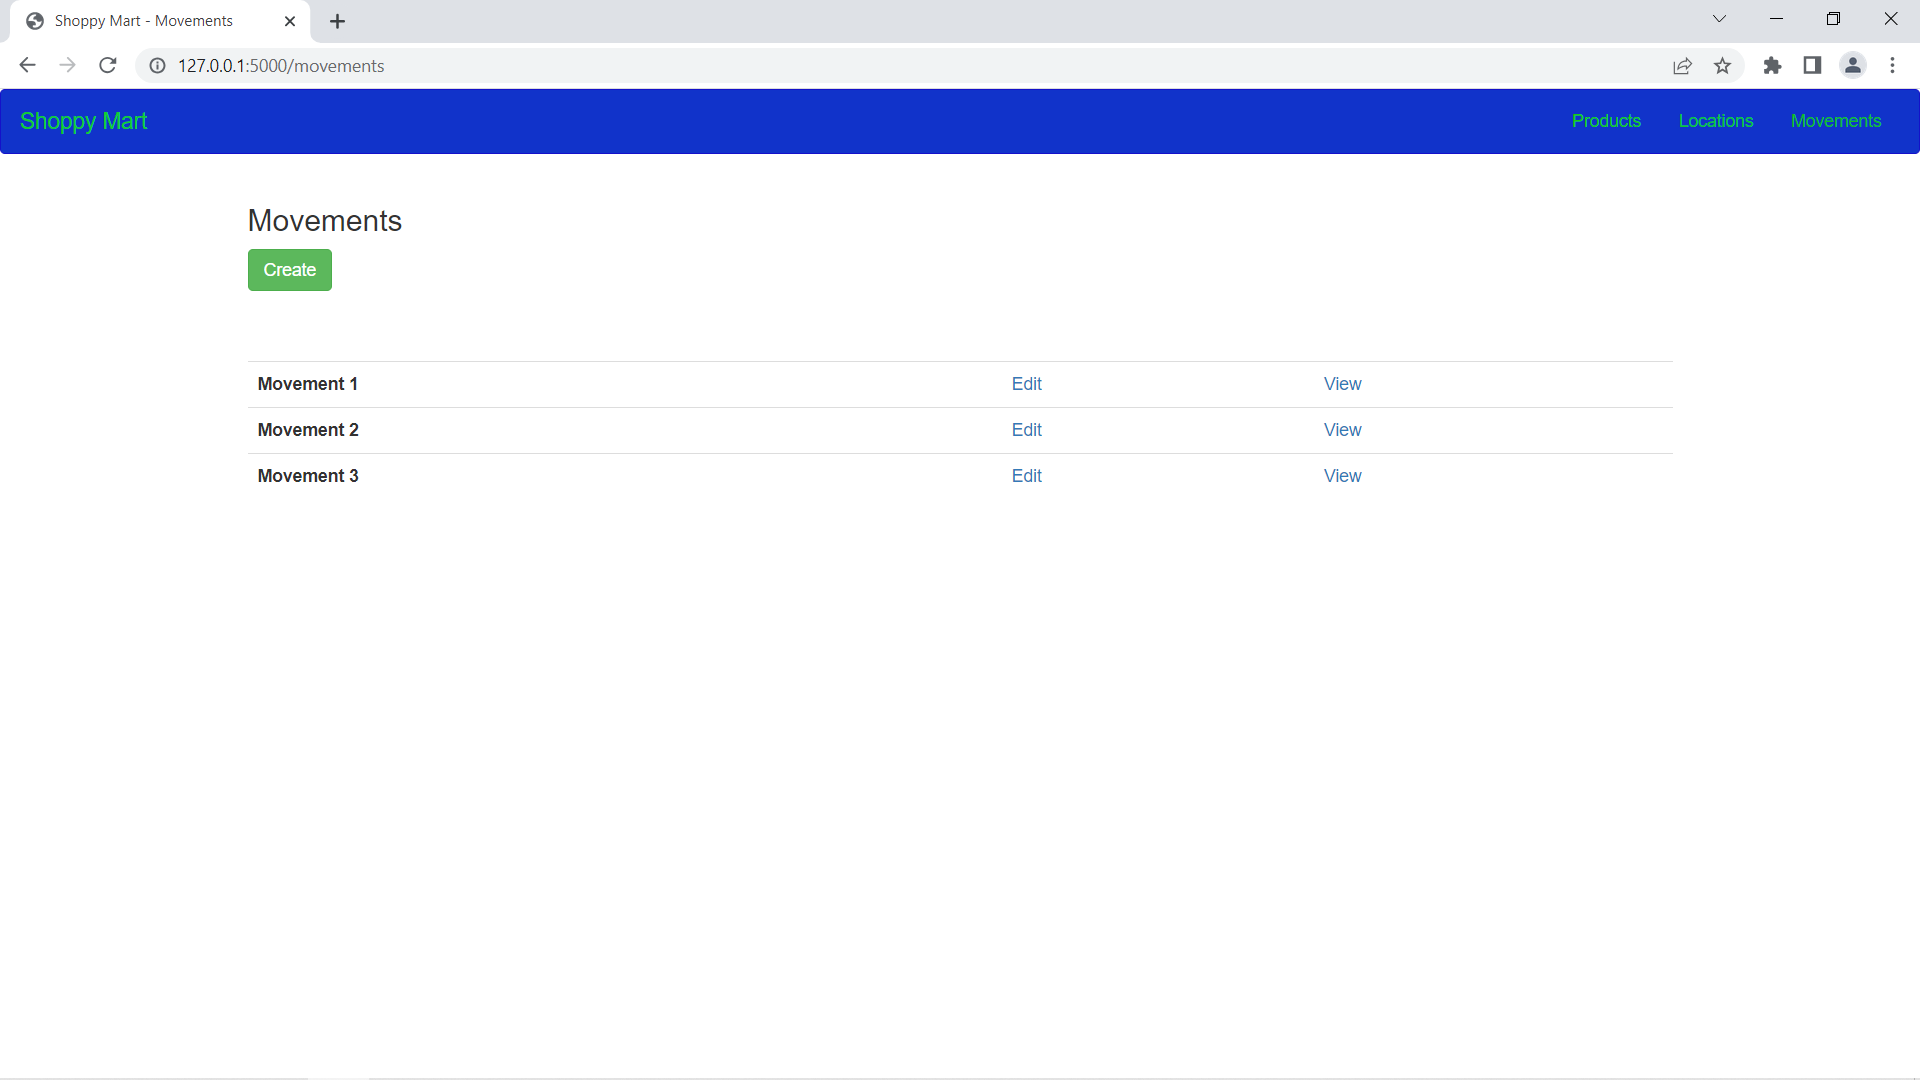 Shoppy Mart - Movements
127.0.0.1:5000/movements
Shoppy Mart Products Locations Movements
Movements
Create
Movement 1 Edit View
Movement 2 Edit View
Movement 3 Edit View